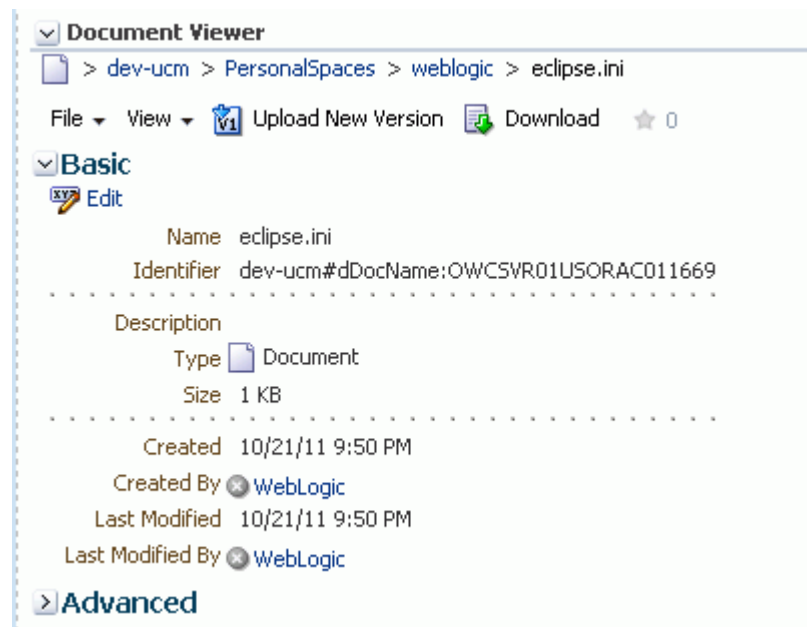 Document Viewer
> dev-ucm > PersonalSpaces > weblogic > eclipse.ini
File View V1 Upload New Version Download 0
Basic
XYZ Edit
Name eclipse.ini
Identifier dev-ucm#dDocName:OWCSVR01USORAC011669
Description
Type Document
Size 1 KB
Created 10/21/11 9:50 PM
Created By WebLogic
Last Modified 10/21/11 9:50 PM
Last Modified By WebLogic
Advanced